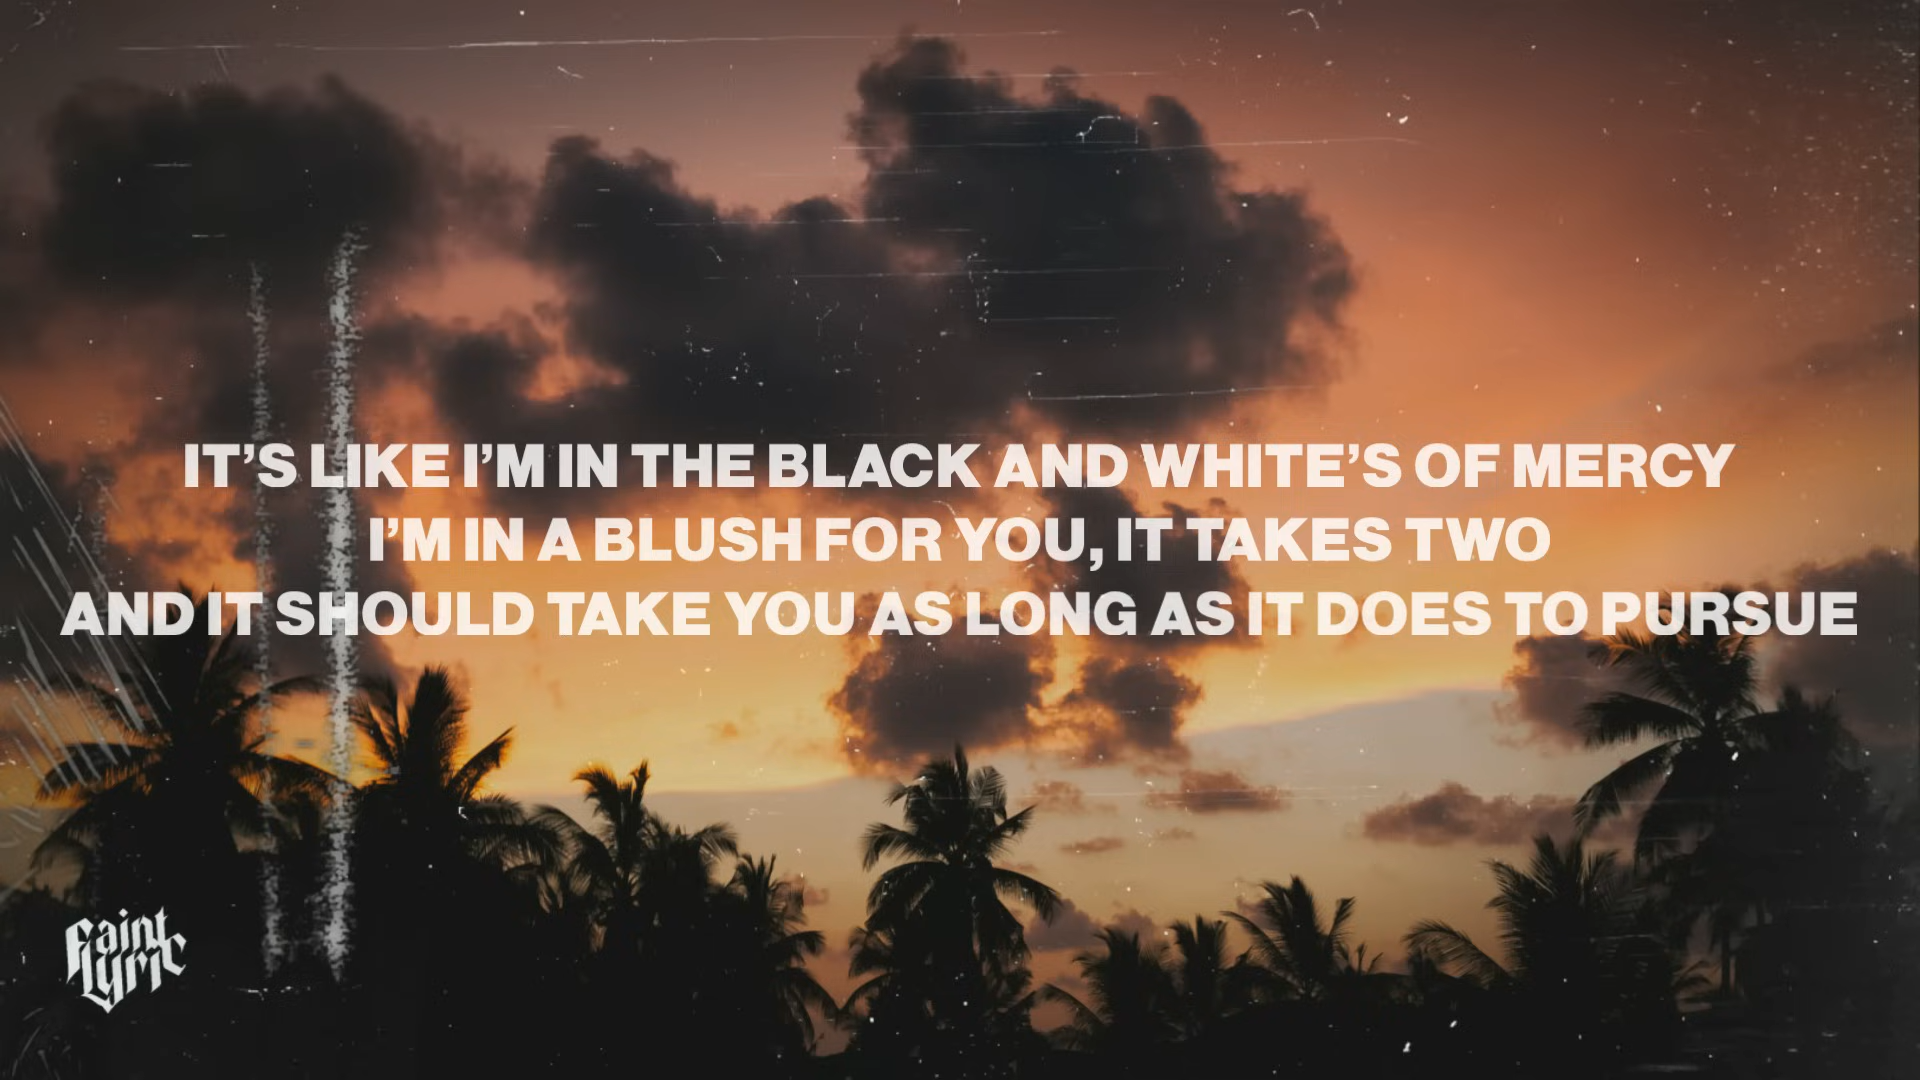 IT’S LIKE I’M IN THE BLACK AND WHITE’S OF MERCY
I’M IN A BLUSH FOR YOU, IT TAKES TWO
AND IT SHOULD TAKE YOU AS LONG AS IT DOES TO PURSUE
Faint
Lyric